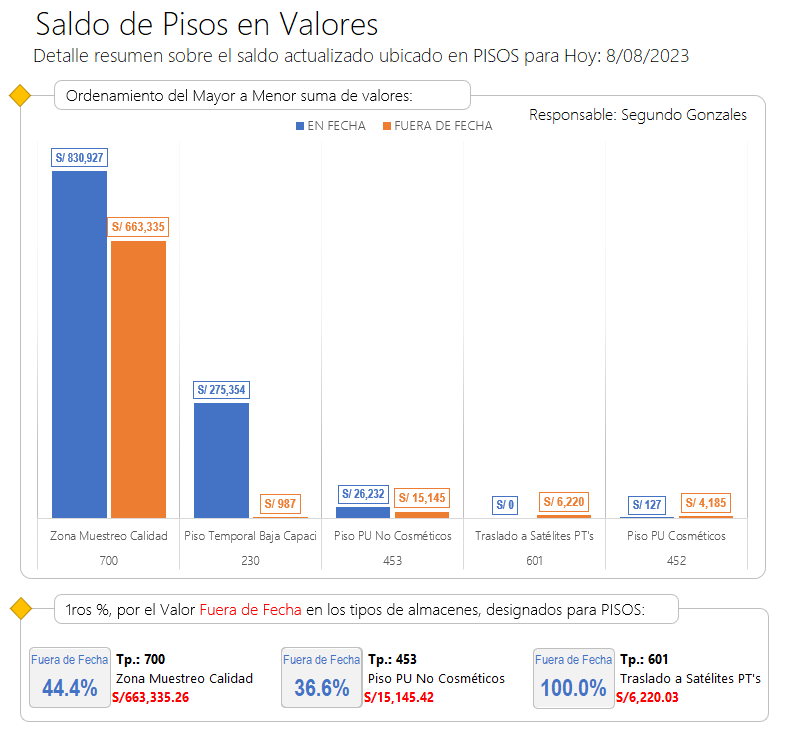 Saldo de Pisos en Valores
Detalle resumen sobre el saldo actualizado ubicado en PISOS para Hoy: 8/08/2023
Ordenamiento del Mayor a Menor suma de valores:
Responsable: Segundo Gonzales
EN FECHA FUERA DE FECHA
S/ 830,927
S/ 663,335
S/ 275,354
S/ 987
S/ 26,232
S/ 15,145
S/ 0
S/ 6,220
S/ 127
S/ 4,185
Zona Muestreo Calidad Piso Temporal Baja Capaci Piso PU No Cosméticos Traslado a Satélites PT's Piso PU Cosméticos
700 230 453 601 452
1ros %, por el Valor Fuera de Fecha en los tipos de almacenes, designados para PISOS:
Fuera de Fecha
44.4%
Tp.: 700
Zona Muestreo Calidad
S/663,335.26
Fuera de Fecha
36.6%
Tp.: 453
Piso PU No Cosméticos
S/15,145.42
Fuera de Fecha
100.0%
Tp.: 601
Traslado a Satélites PT's
S/6,220.03